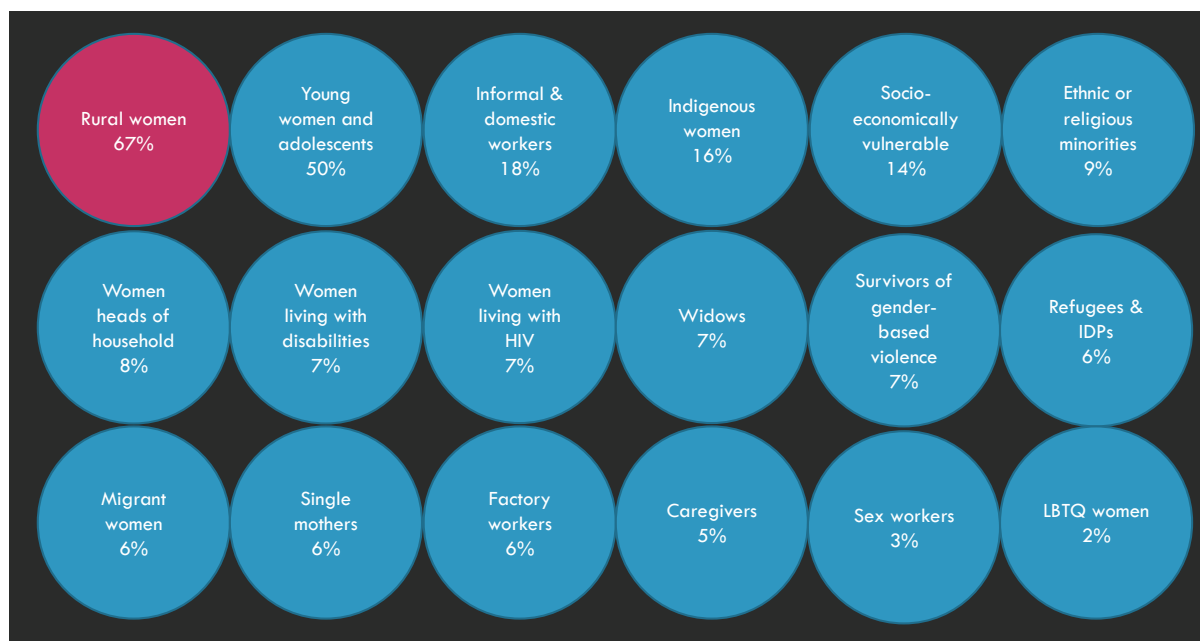 Rural women
67%
Young
women and
adolescents
50%
Informal &
domestic
workers
18%
Indigenous
women
16%
Socio-
economically
vulnerable
14%
Ethnic or
religious
minorities
9%
Women
heads of
household
8%
Women
living with
disabilities
7%
Women
living with
HIV
7%
Widows
7%
Survivors of
gender-
based
violence
7%
Refugees &
IDPs
6%
Migrant
women
6%
Single
mothers
6%
Factory
workers
6%
Caregivers
5%
Sex workers
3%
LBTQ women
2%